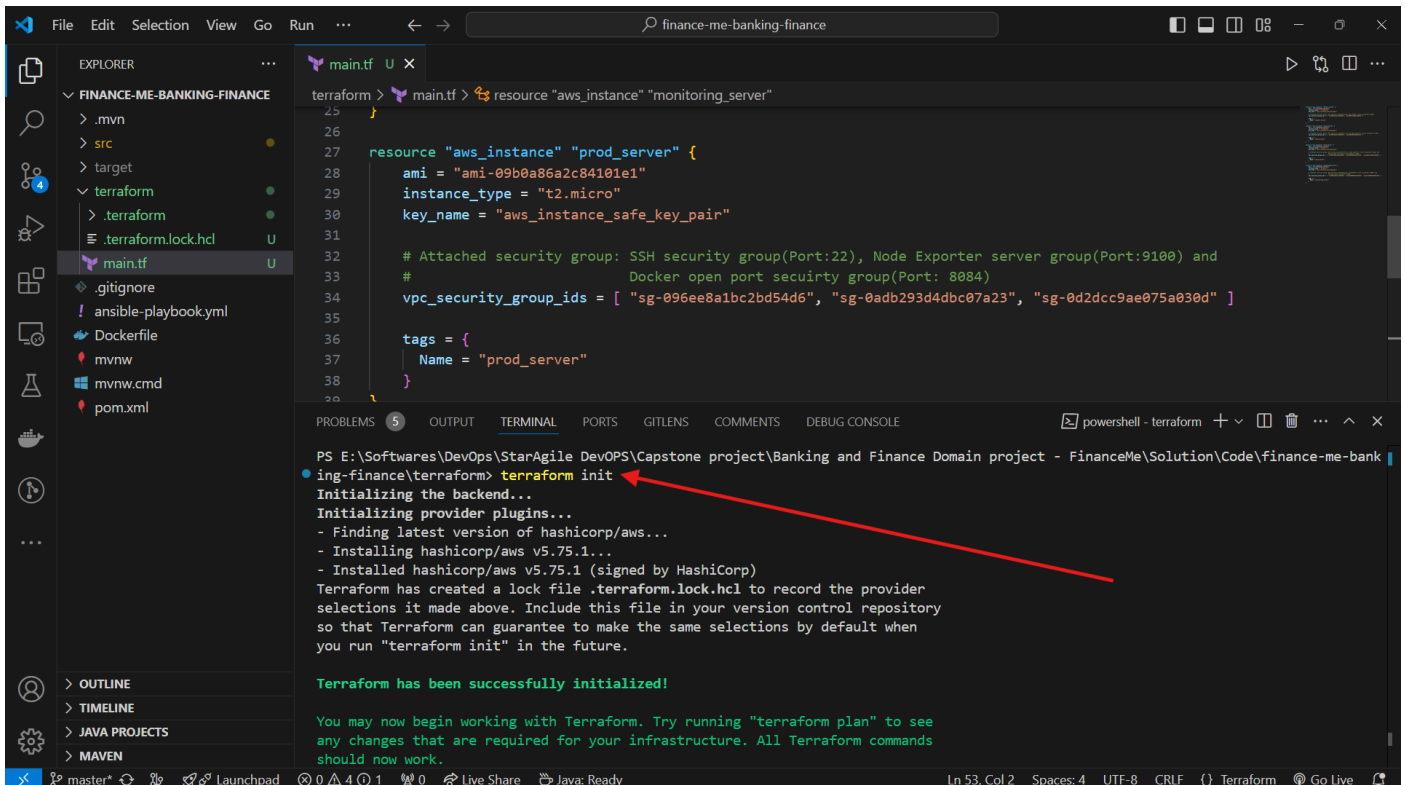 File Edit Selection View Go Run ··· finance-me-banking-finance
EXPLORER ···
FINANCE-ME-BANKING-FINANCE
.mvn
src
target
terraform
.terraform
.terraform.lock.hcl U
main.tf U
.gitignore
ansible-playbook.yml
Dockerfile
mvnw
mvnw.cmd
pom.xml
OUTLINE
TIMELINE
JAVA PROJECTS
MAVEN
4
main.tf U
terraform > main.tf > resource "aws_instance" "monitoring_server"
25 }
26
27 resource "aws_instance" "prod_server" {
28 ami = "ami-09b0a86a2c84101e1"
29 instance_type = "t2.micro"
30 key_name = "aws_instance_safe_key_pair"
31
32 # Attached security group: SSH security group(Port:22), Node Exporter server group(Port:9100) and
33 # Docker open port secuirty group(Port: 8084)
34 vpc_security_group_ids = [ "sg-096ee8a1bc2bd54d6", "sg-0adb293d4dbc07a23", "sg-0d2dcc9ae075a030d" ]
35
36 tags = {
37 Name = "prod_server"
38 }
39 }
PROBLEMS 5 OUTPUT TERMINAL PORTS GITLENS COMMENTS DEBUG CONSOLE powershell - terraform
PS E:\Softwares\DevOps\StarAgile DevOPS\Capstone project\Banking and Finance Domain project - FinanceMe\Solution\Code\finance-me-bank
ing-finance\terraform> terraform init
Initializing the backend...
Initializing provider plugins...
- Finding latest version of hashicorp/aws...
- Installing hashicorp/aws v5.75.1...
- Installed hashicorp/aws v5.75.1 (signed by HashiCorp)
Terraform has created a lock file .terraform.lock.hcl to record the provider
selections it made above. Include this file in your version control repository
so that Terraform can guarantee to make the same selections by default when
you run "terraform init" in the future.
Terraform has been successfully initialized!
You may now begin working with Terraform. Try running "terraform plan" to see
any changes that are required for your infrastructure. All Terraform commands
should now work.
master* Launchpad 0 4 1 0 Live Share Java: Ready Ln 53, Col 2 Spaces: 4 UTF-8 CRLF {} Terraform Go Live